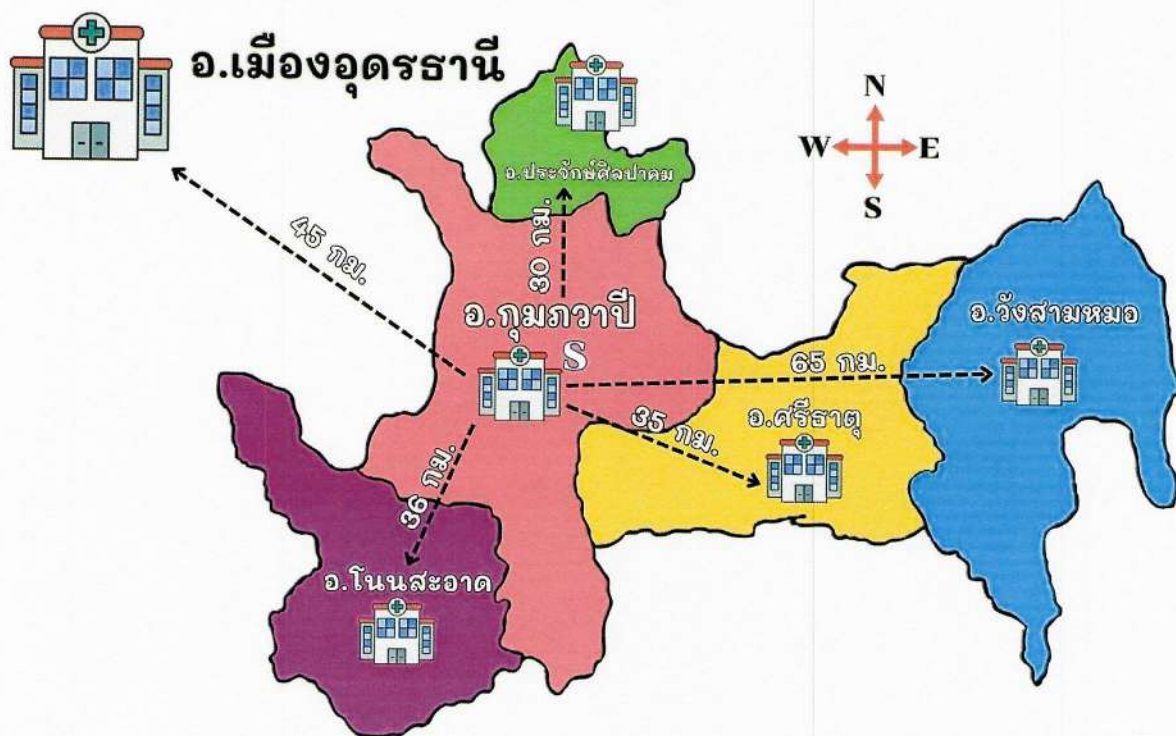 อ.เมืองอุดรธานี
N
W E
S
อ.ประจักษ์ศิลปาคม
45 กม.
30 กม.
อ.กุมภวาปี
S
อ.วังสามหมอ
65 กม.
35 กม.
อ.ศรีธาตุ
36 กม.
อ.โนนสะอาด